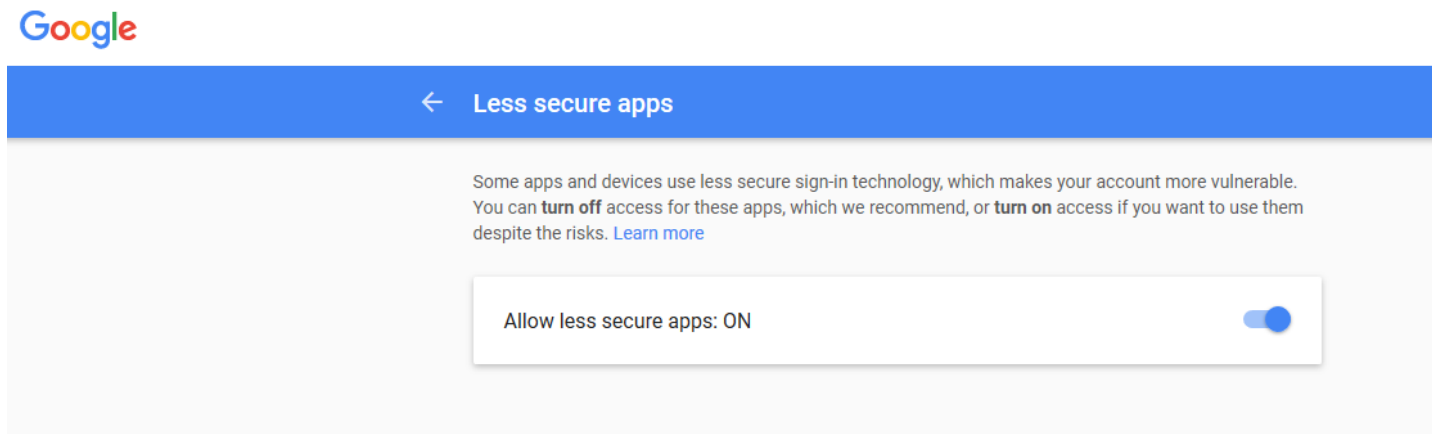 Google
Less secure apps
Some apps and devices use less secure sign-in technology, which makes your account more vulnerable.
You can turn off access for these apps, which we recommend, or turn on access if you want to use them
despite the risks. Learn more
Allow less secure apps: ON